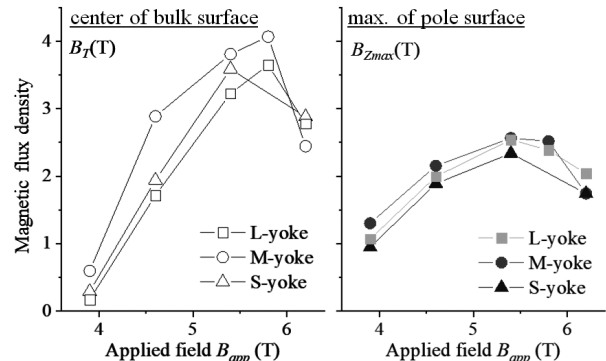 center of bulk surface
max. of pole surface
B_T(T)
B_Zmax(T)
Magnetic flux density
4
3
2
1
0
L-yoke
M-yoke
S-yoke
L-yoke
M-yoke
S-yoke
4 5 6
4 5 6
Applied field B_app (T)
Applied field B_app (T)